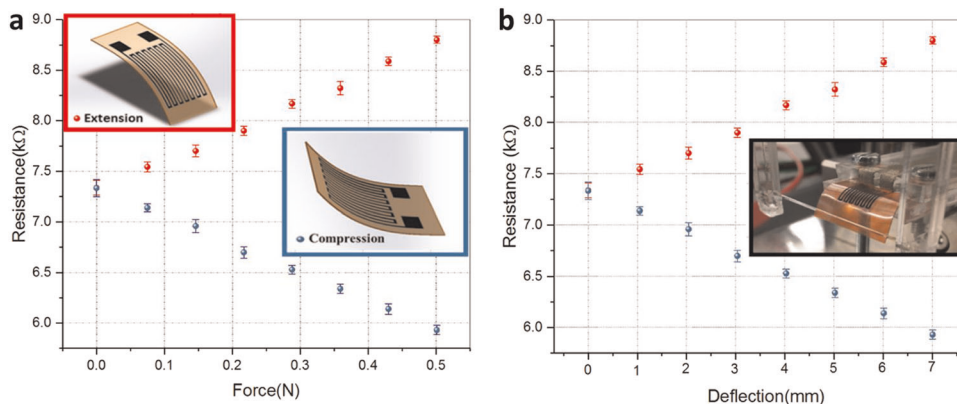 a
9.0
8.5
8.0
7.5
7.0
6.5
6.0
Resistance(kΩ)
Extension
Compression
0.0 0.1 0.2 0.3 0.4 0.5
Force(N)
b
9.0
8.5
8.0
7.5
7.0
6.5
6.0
Resistance (kΩ)
0 1 2 3 4 5 6 7
Deflection(mm)